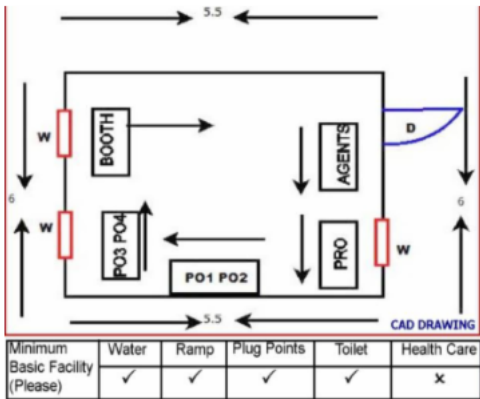 5.5
W
BOOTH
AGENTS
D
6
6
W
PO3 PO4
PO1 PO2
PRO
W
5.5
CAD DRAWING
Minimum Basic Facility (Please) Water Ramp Plug Points Toilet Health Care
✓ ✓ ✓ ✓ x